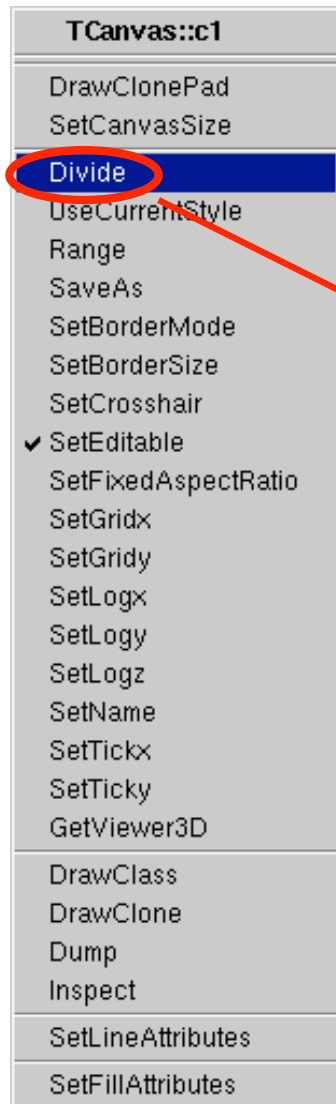 TCanvas::c1
DrawClonePad
SetCanvasSize
Divide
UseCurrentStyle
Range
SaveAs
SetBorderMode
SetBorderSize
SetCrosshair
✔ SetEditable
SetFixedAspectRatio
SetGridx
SetGridy
SetLogx
SetLogy
SetLogz
SetName
SetTickx
SetTicky
GetViewer3D
DrawClass
DrawClone
Dump
Inspect
SetLineAttributes
SetFillAttributes